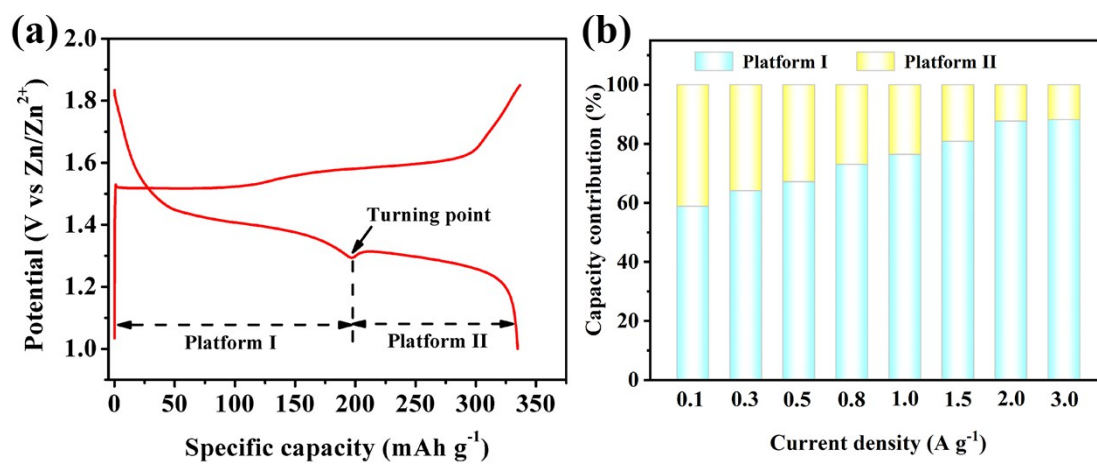 (a)
2.0
1.8
1.6
1.4
1.2
1.0
Potential (V vs Zn/Zn²⁺)
Turning point
Platform I
Platform II
0 50 100 150 200 250 300 350
Specific capacity (mAh g⁻¹)
(b)
Platform I
Platform II
100
80
60
40
20
0
Capacity contribution (%)
0.1 0.3 0.5 0.8 1.0 1.5 2.0 3.0
Current density (A g⁻¹)